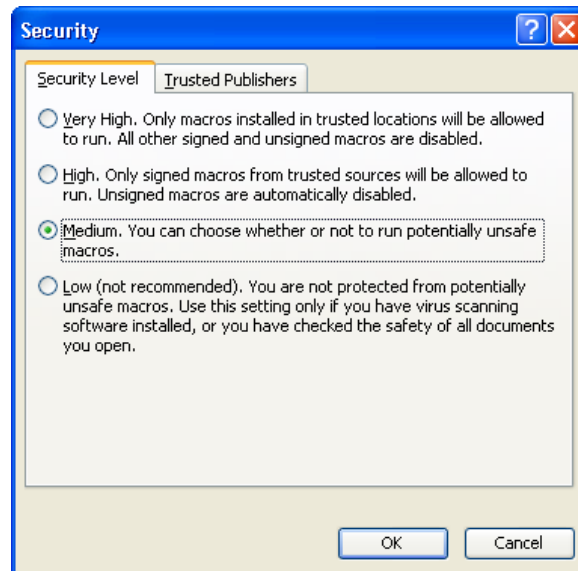 Security
Security Level
Trusted Publishers
Very High. Only macros installed in trusted locations will be allowed
to run. All other signed and unsigned macros are disabled.
High. Only signed macros from trusted sources will be allowed to
run. Unsigned macros are automatically disabled.
Medium. You can choose whether or not to run potentially unsafe
macros.
Low (not recommended). You are not protected from potentially
unsafe macros. Use this setting only if you have virus scanning
software installed, or you have checked the safety of all documents
you open.
OK
Cancel